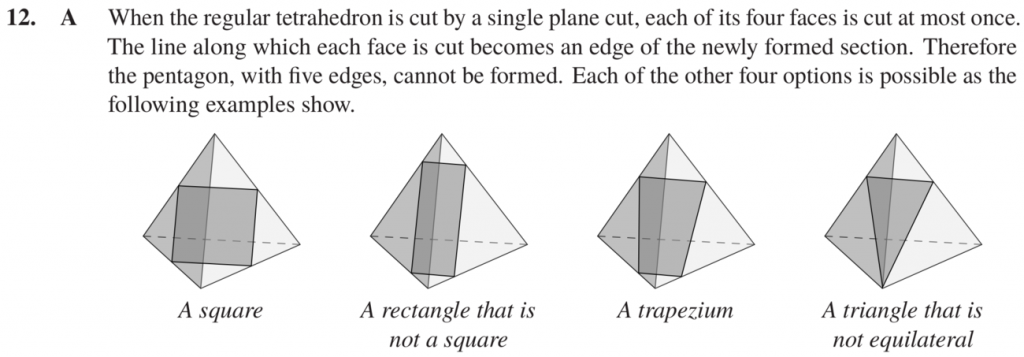 12. A When the regular tetrahedron is cut by a single plane cut, each of its four faces is cut at most once.
The line along which each face is cut becomes an edge of the newly formed section. Therefore
the pentagon, with five edges, cannot be formed. Each of the other four options is possible as the
following examples show.
A square
A rectangle that is
not a square
A trapezium
A triangle that is
not equilateral